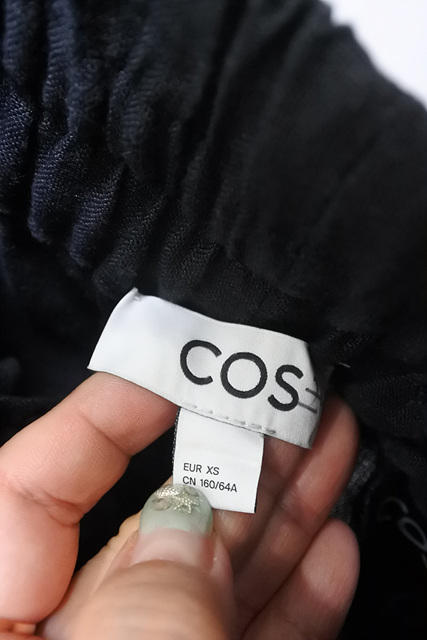 COS
EUR XS
CN 160/64A